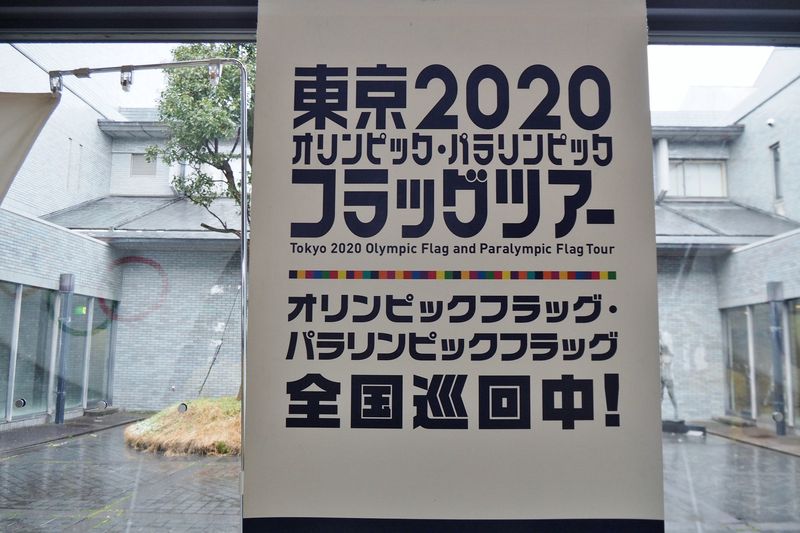 東京2020
オリンピック・パラリンピック
フラッグツアー
Tokyo 2020 Olympic Flag and Paralympic Flag Tour
オリンピックフラッグ・
パラリンピックフラッグ
全国巡回中!